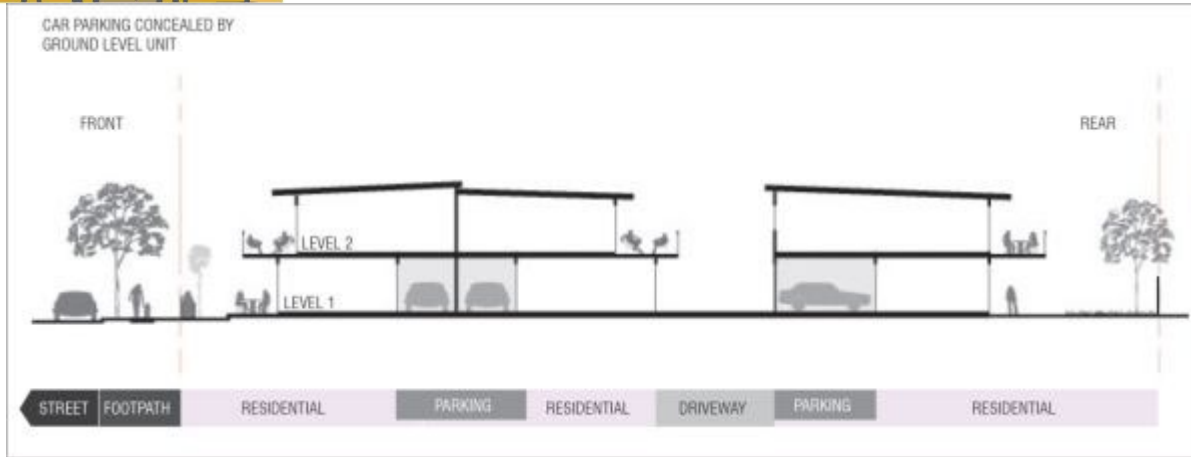 CAR PARKING CONCEALED BY
GROUND LEVEL UNIT
FRONT
REAR
LEVEL 2
LEVEL 1
STREET
FOOTPATH
RESIDENTIAL
PARKING
RESIDENTIAL
DRIVEWAY
PARKING
RESIDENTIAL